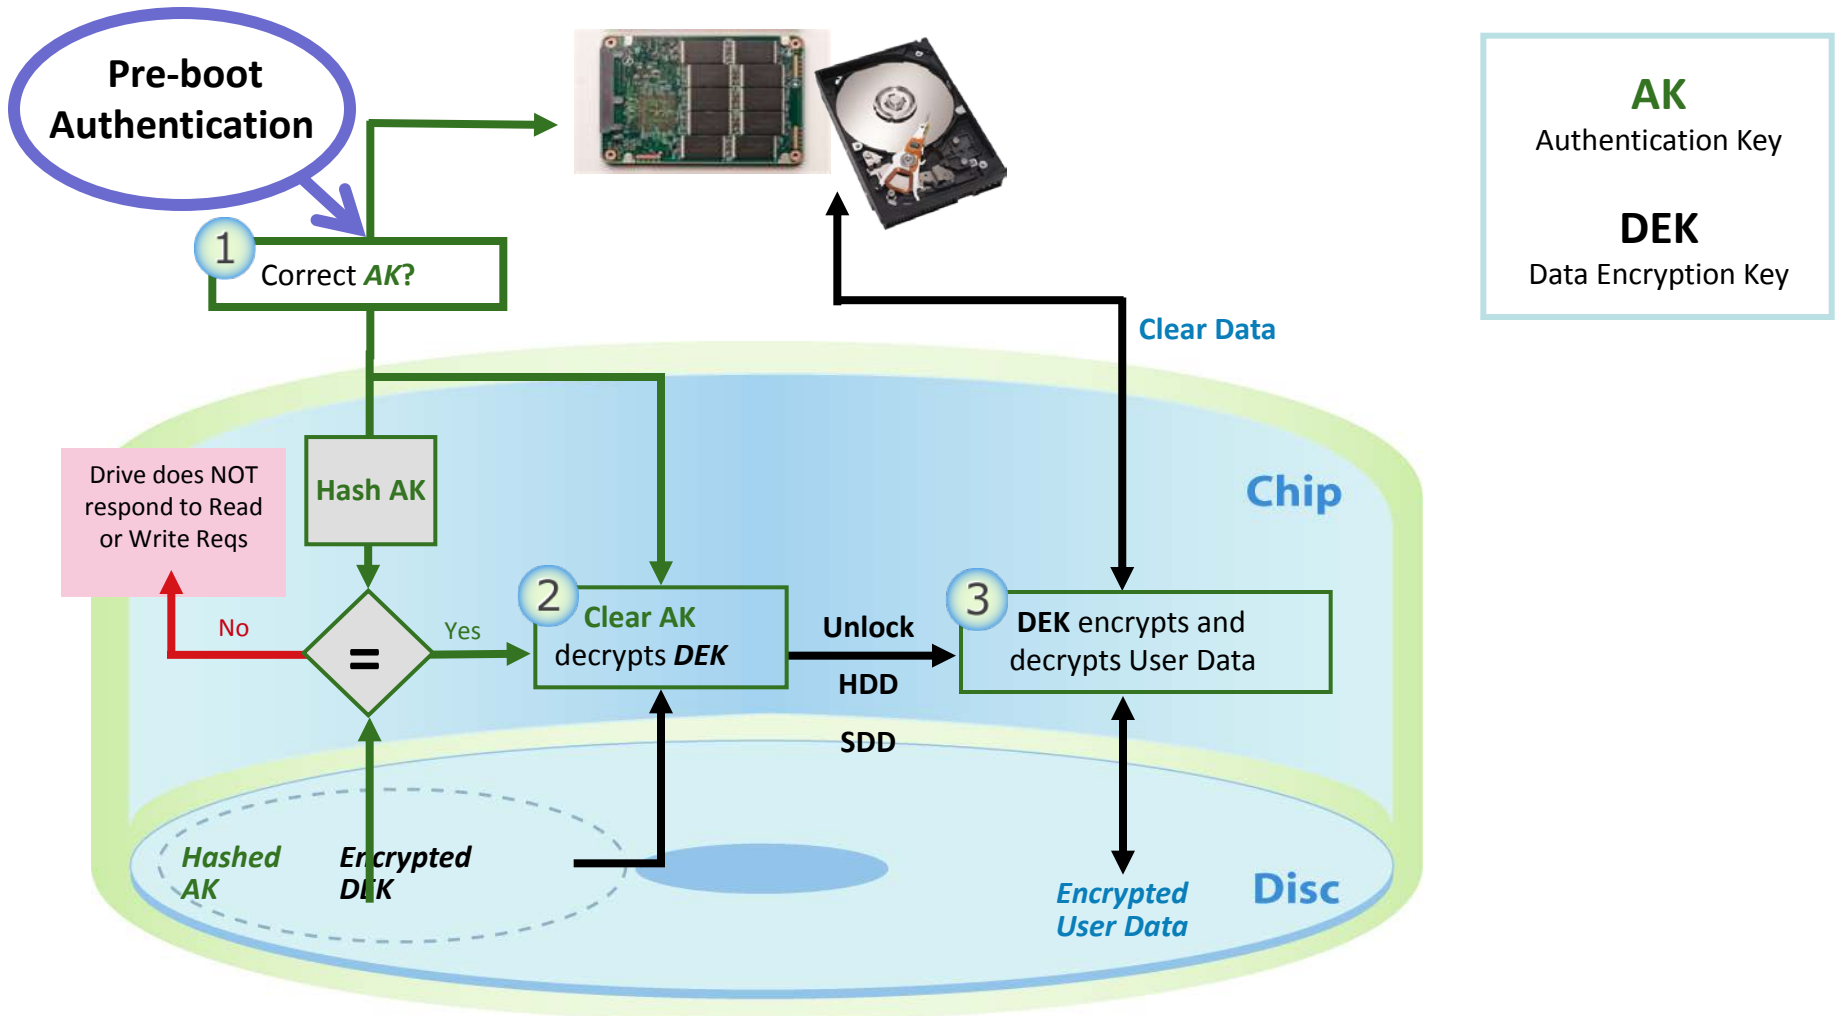 Pre-boot
Authentication
AK
Authentication Key
DEK
Data Encryption Key
1
Correct AK?
Clear Data
Drive does NOT
respond to Read
or Write Reqs
Hash AK
Chip
No
=
Yes
2
Clear AK
decrypts DEK
Unlock
HDD
SDD
3
DEK encrypts and
decrypts User Data
Hashed
AK
Encrypted
DEK
Encrypted
User Data
Disc